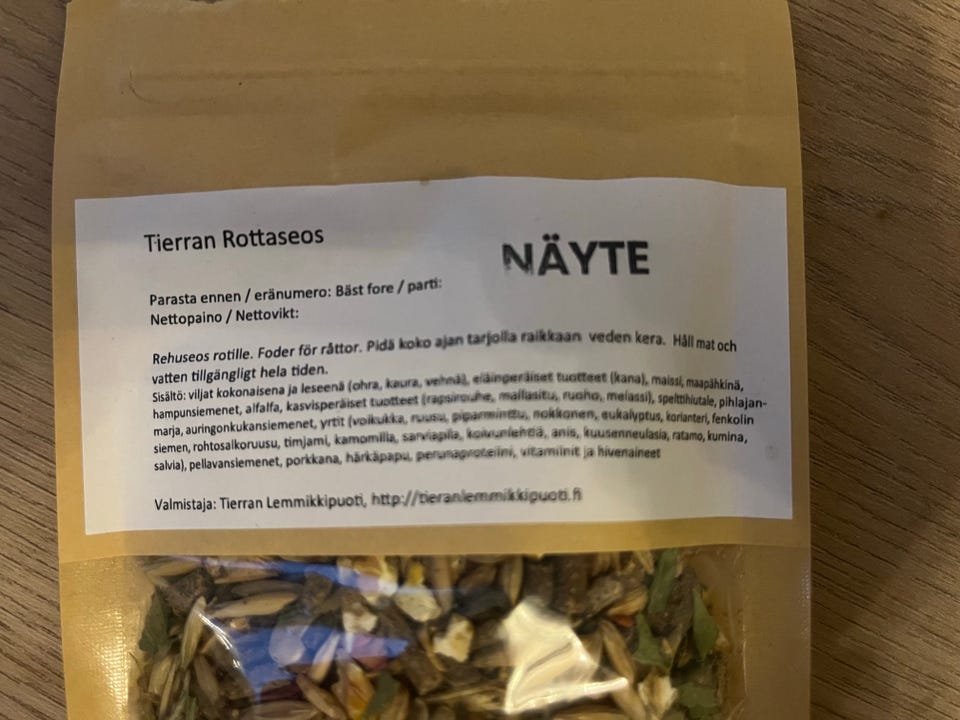 Tierran Rottaseos
NÄYTE
Parasta ennen / eränumero: Bäst fore / parti:
Nettopaino / Nettovikt:
Rehuseos rotille. Foder för råttor. Pidä koko ajan tarjolla raikkaan veden kera. Håll mat och
vatten tillgängligt hela tiden.
Sisältö: viljat kokonaisena ja leseenä (ohra, kaura, vehnä), eläinperäiset tuotteet (kana), maissi, maapähkinä,
hampunsiemenet, alfalfa, kasvisperäiset tuotteet (rapsirouhe, mallasitu, ruoho, melassi), spelttihiutale, pihlajan-
marja, auringonkukansiemenet, yrtit (voikukka, ruusu, piparminttu, nokkonen, eukalyptus, korianteri, fenkolin
siemen, rohtosalkoruusu, timjami, kamomilla, sarviapila, koivunlehtiä, anis, kuusenneulasia, ratamo, kumina,
salvia), pellavansiemenet, porkkana, härkäpapu, perunaproteiini, vitamiinit ja hivenaineet
Valmistaja: Tierran Lemmikkipuoti, http://tieranlemmikkipuoti.fi